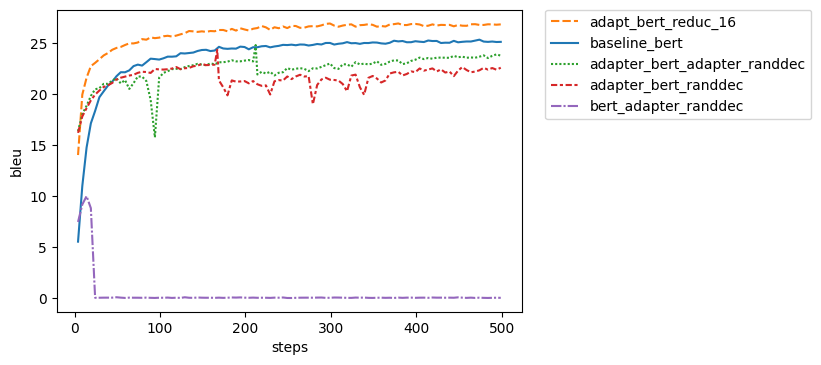 adapt_bert_reduc_16
baseline_bert
adapter_bert_adapter_randdec
adapter_bert_randdec
bert_adapter_randdec
bleu
25
20
15
10
5
0
0 100 200 300 400 500
steps